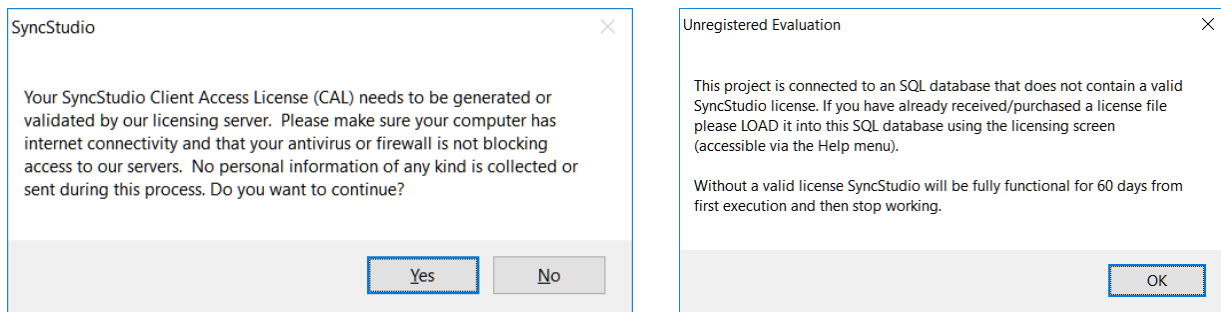 SyncStudio
Your SyncStudio Client Access License (CAL) needs to be generated or
validated by our licensing server.  Please make sure your computer has
internet connectivity and that your antivirus or firewall is not blocking
access to our servers.  No personal information of any kind is collected or
sent during this process. Do you want to continue?
Yes
No
Unregistered Evaluation
This project is connected to an SQL database that does not contain a valid
SyncStudio license. If you have already received/purchased a license file
please LOAD it into this SQL database using the licensing screen
(accessible via the Help menu).
Without a valid license SyncStudio will be fully functional for 60 days from
first execution and then stop working.
OK